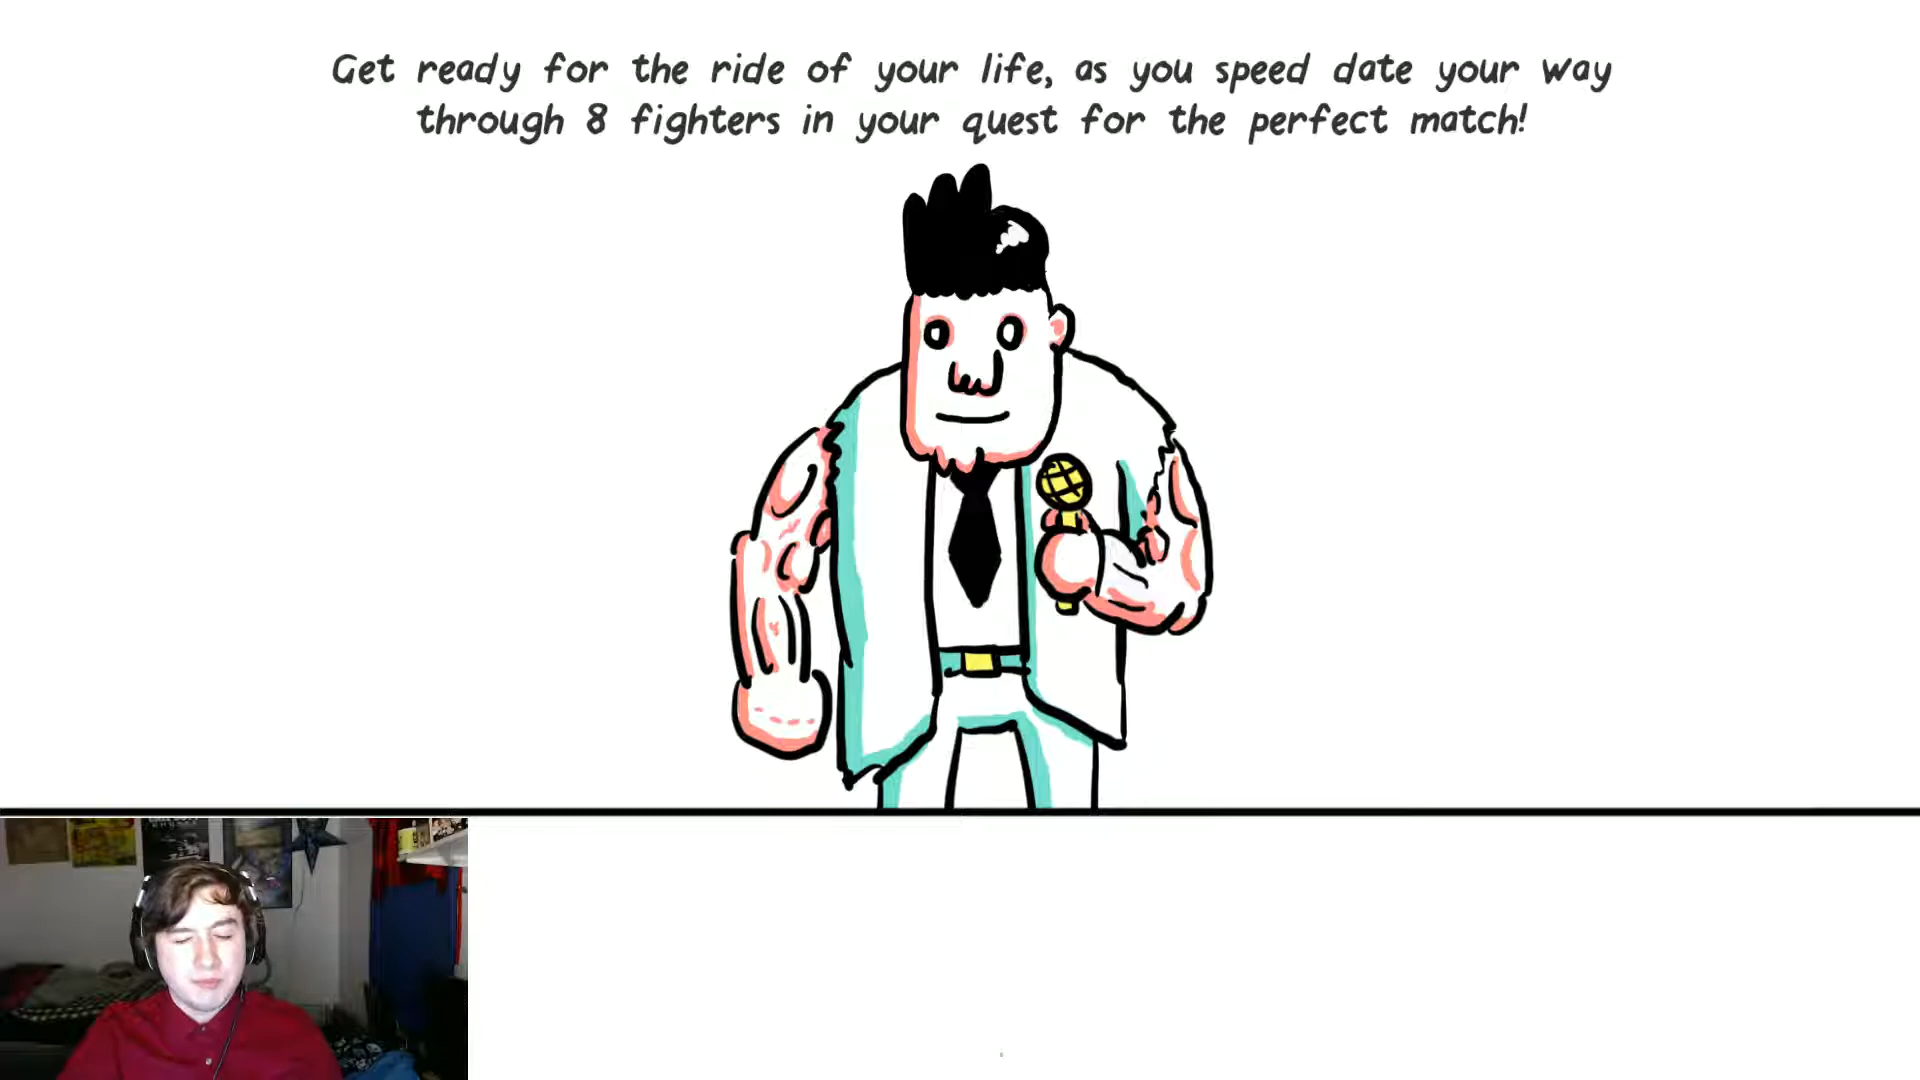 Get ready for the ride of your life, as you speed date your way
through 8 fighters in your quest for the perfect match!